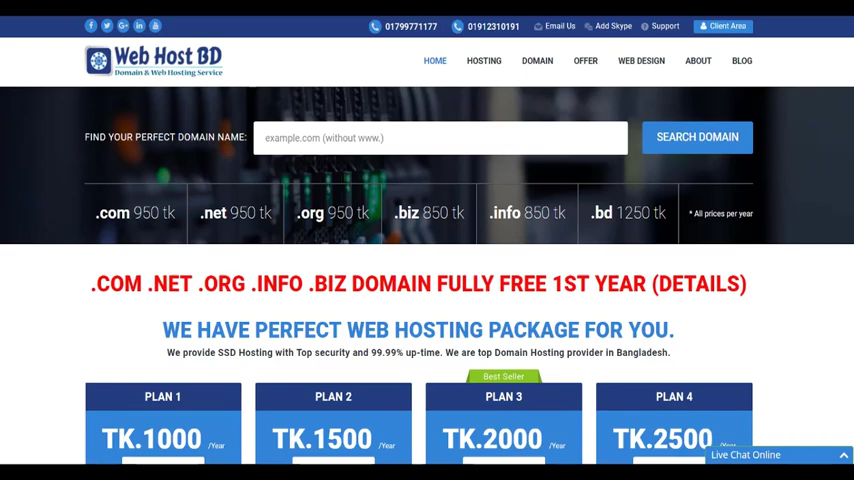 01799771177 01912310191 Email Us Add Skype Support Client Area
Web Host BD
Domain & Web Hosting Service
HOME HOSTING DOMAIN OFFER WEB DESIGN ABOUT BLOG
FIND YOUR PERFECT DOMAIN NAME: example.com (without www.) SEARCH DOMAIN
.com 950 tk .net 950 tk .org 950 tk .biz 850 tk .info 850 tk .bd 1250 tk * All prices per year
.COM .NET .ORG .INFO .BIZ DOMAIN FULLY FREE 1ST YEAR (DETAILS)
WE HAVE PERFECT WEB HOSTING PACKAGE FOR YOU.
We provide SSD Hosting with Top security and 99.99% up-time. We are top Domain Hosting provider in Bangladesh.
Best Seller
PLAN 1 PLAN 2 PLAN 3 PLAN 4
TK.1000 /Year TK.1500 /Year TK.2000 /Year TK.2500 /Year
Live Chat Online